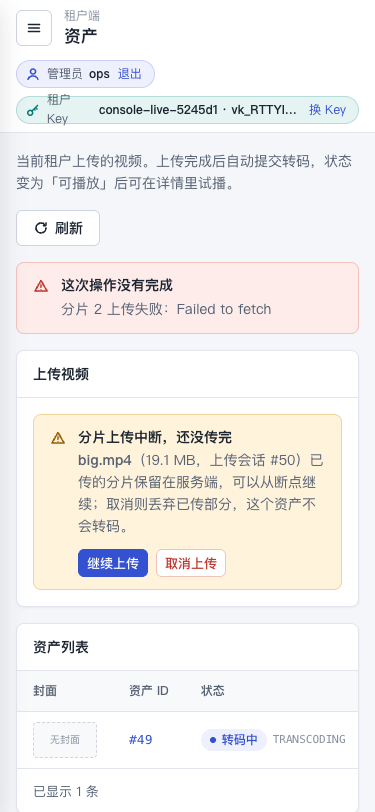 租户端
资产
管理员 ops 退出
租户 Key console-live-5245d1 · vk_RTTYI... 换 Key
当前租户上传的视频。上传完成后自动提交转码，状态
变为「可播放」后可在详情里试播。
刷新
这次操作没有完成
分片 2 上传失败：Failed to fetch
上传视频
分片上传中断，还没传完
big.mp4（19.1 MB，上传会话 #50）已
传的分片保留在服务端，可以从断点继
续；取消则丢弃已传部分，这个资产不
会转码。
继续上传 取消上传
资产列表
封面 资产 ID 状态
无封面 #49 转码中 TRANSCODING
已显示 1 条